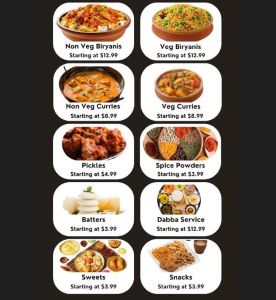 Non Veg Biryanis
Starting at $12.99
Veg Biryanis
Starting at $12.99
Non Veg Curries
Starting at $8.99
Veg Curries
Starting at $8.99
Pickles
Starting at $4.99
Spice Powders
Starting at $3.99
Batters
Starting at $3.99
Dabba Service
Starting at $12.99
Sweets
Starting at $3.99
Snacks
Starting at $3.99